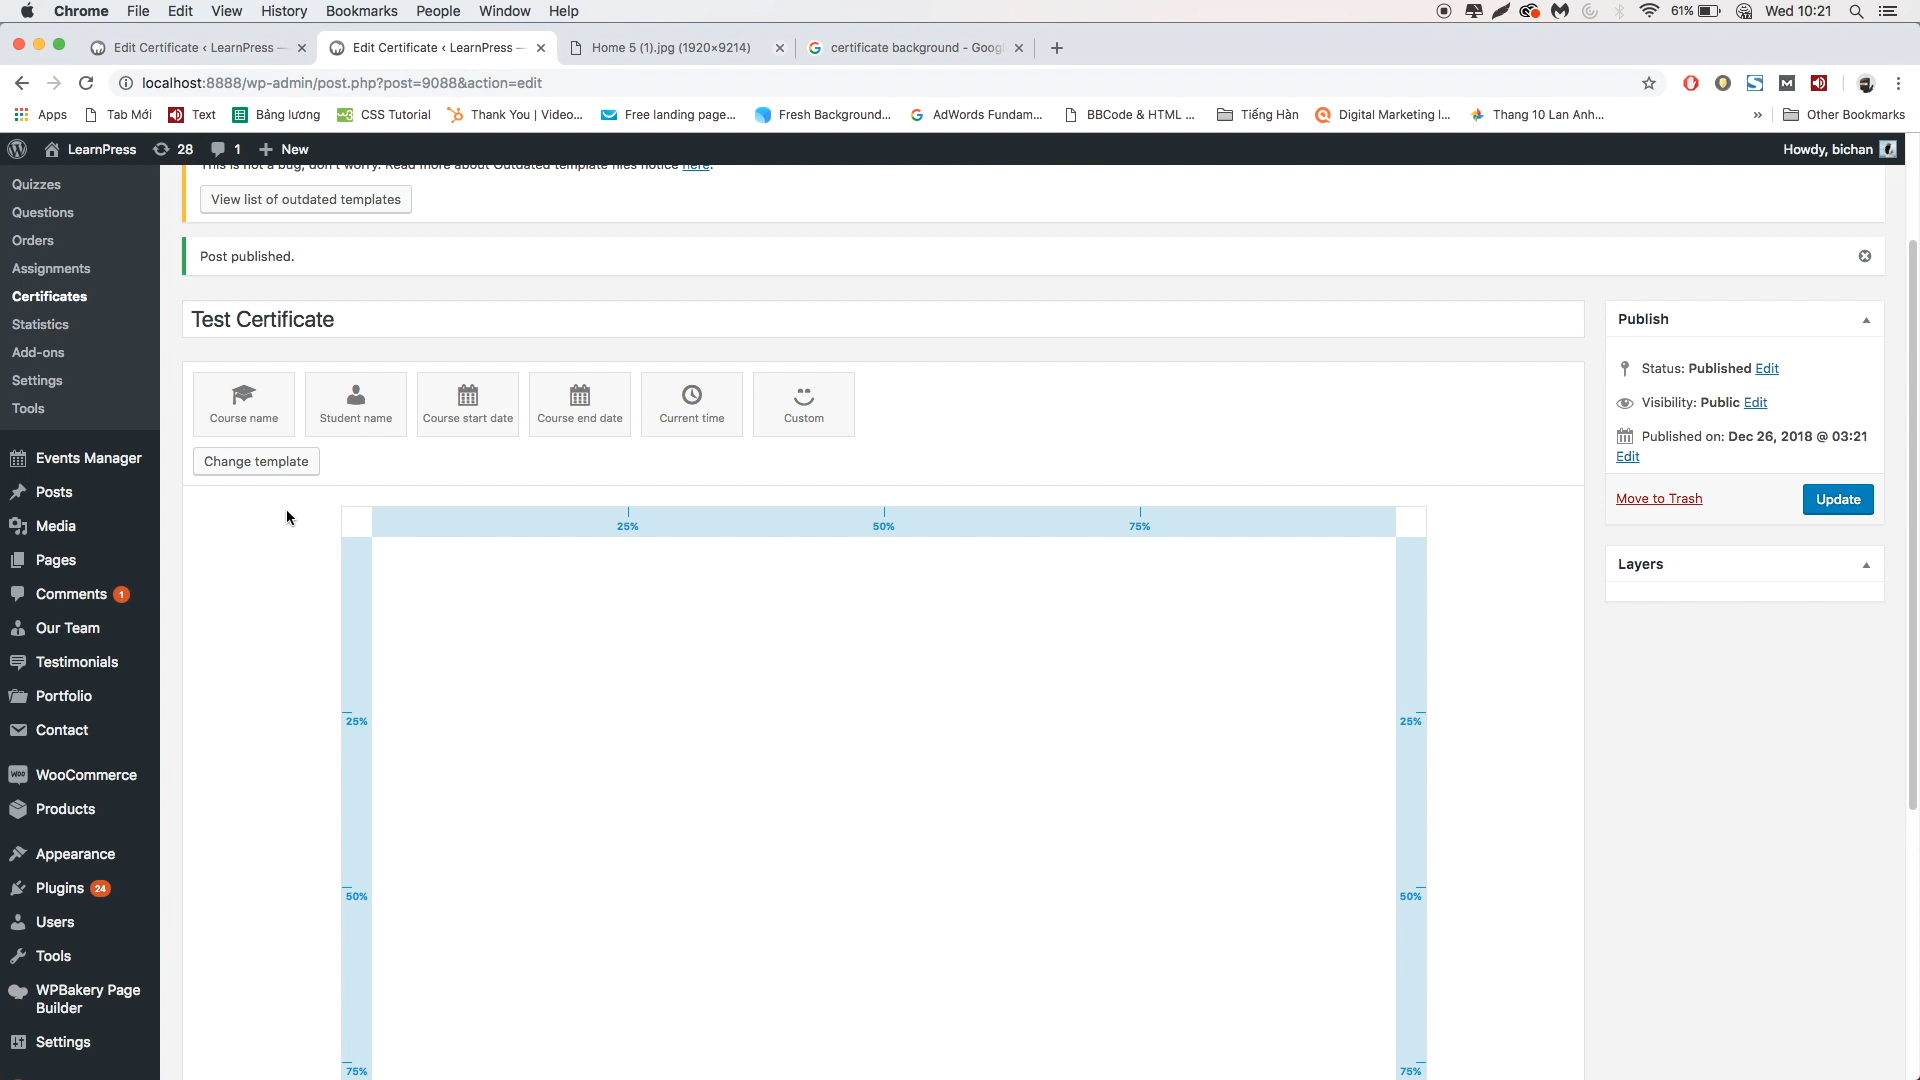 Chrome File Edit View History Bookmarks People Window Help 61% Wed 10:21
Edit Certificate ‹ LearnPress — Edit Certificate ‹ LearnPress — Home 5 (1).jpg (1920×9214) certificate background - Goog
localhost:8888/wp-admin/post.php?post=9088&action=edit
Apps Tab Mới Text Bảng lương CSS Tutorial Thank You | Video... Free landing page... Fresh Background... AdWords Fundam... BBCode & HTML ... Tiếng Hàn Digital Marketing I... Thang 10 Lan Anh... » Other Bookmarks
LearnPress 28 1 New Howdy, bichan
This is not a bug, don't worry. Read more about Outdated template files notice here.
View list of outdated templates
Post published.
Quizzes
Questions
Orders
Assignments
Certificates
Statistics
Add-ons
Settings
Tools
Events Manager
Posts
Media
Pages
Comments 1
Our Team
Testimonials
Portfolio
Contact
WooCommerce
Products
Appearance
Plugins 24
Users
Tools
WPBakery Page
Builder
Settings
Test Certificate
Course name Student name Course start date Course end date Current time Custom
Change template
25% 50% 75%
25% 25%
50% 50%
75% 75%
Publish
Status: Published Edit
Visibility: Public Edit
Published on: Dec 26, 2018 @ 03:21
Edit
Move to Trash Update
Layers